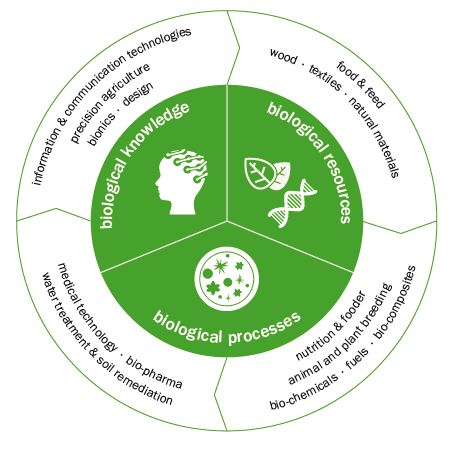 information & communication technologies
precision agriculture
bionics · design
food & feed
wood · textiles · natural materials
biological knowledge
biological resources
biological processes
medical technology · bio-pharma
water treatment & soil remediation
nutrition & fooder
animal and plant breeding
bio-chemicals · fuels · bio-composites